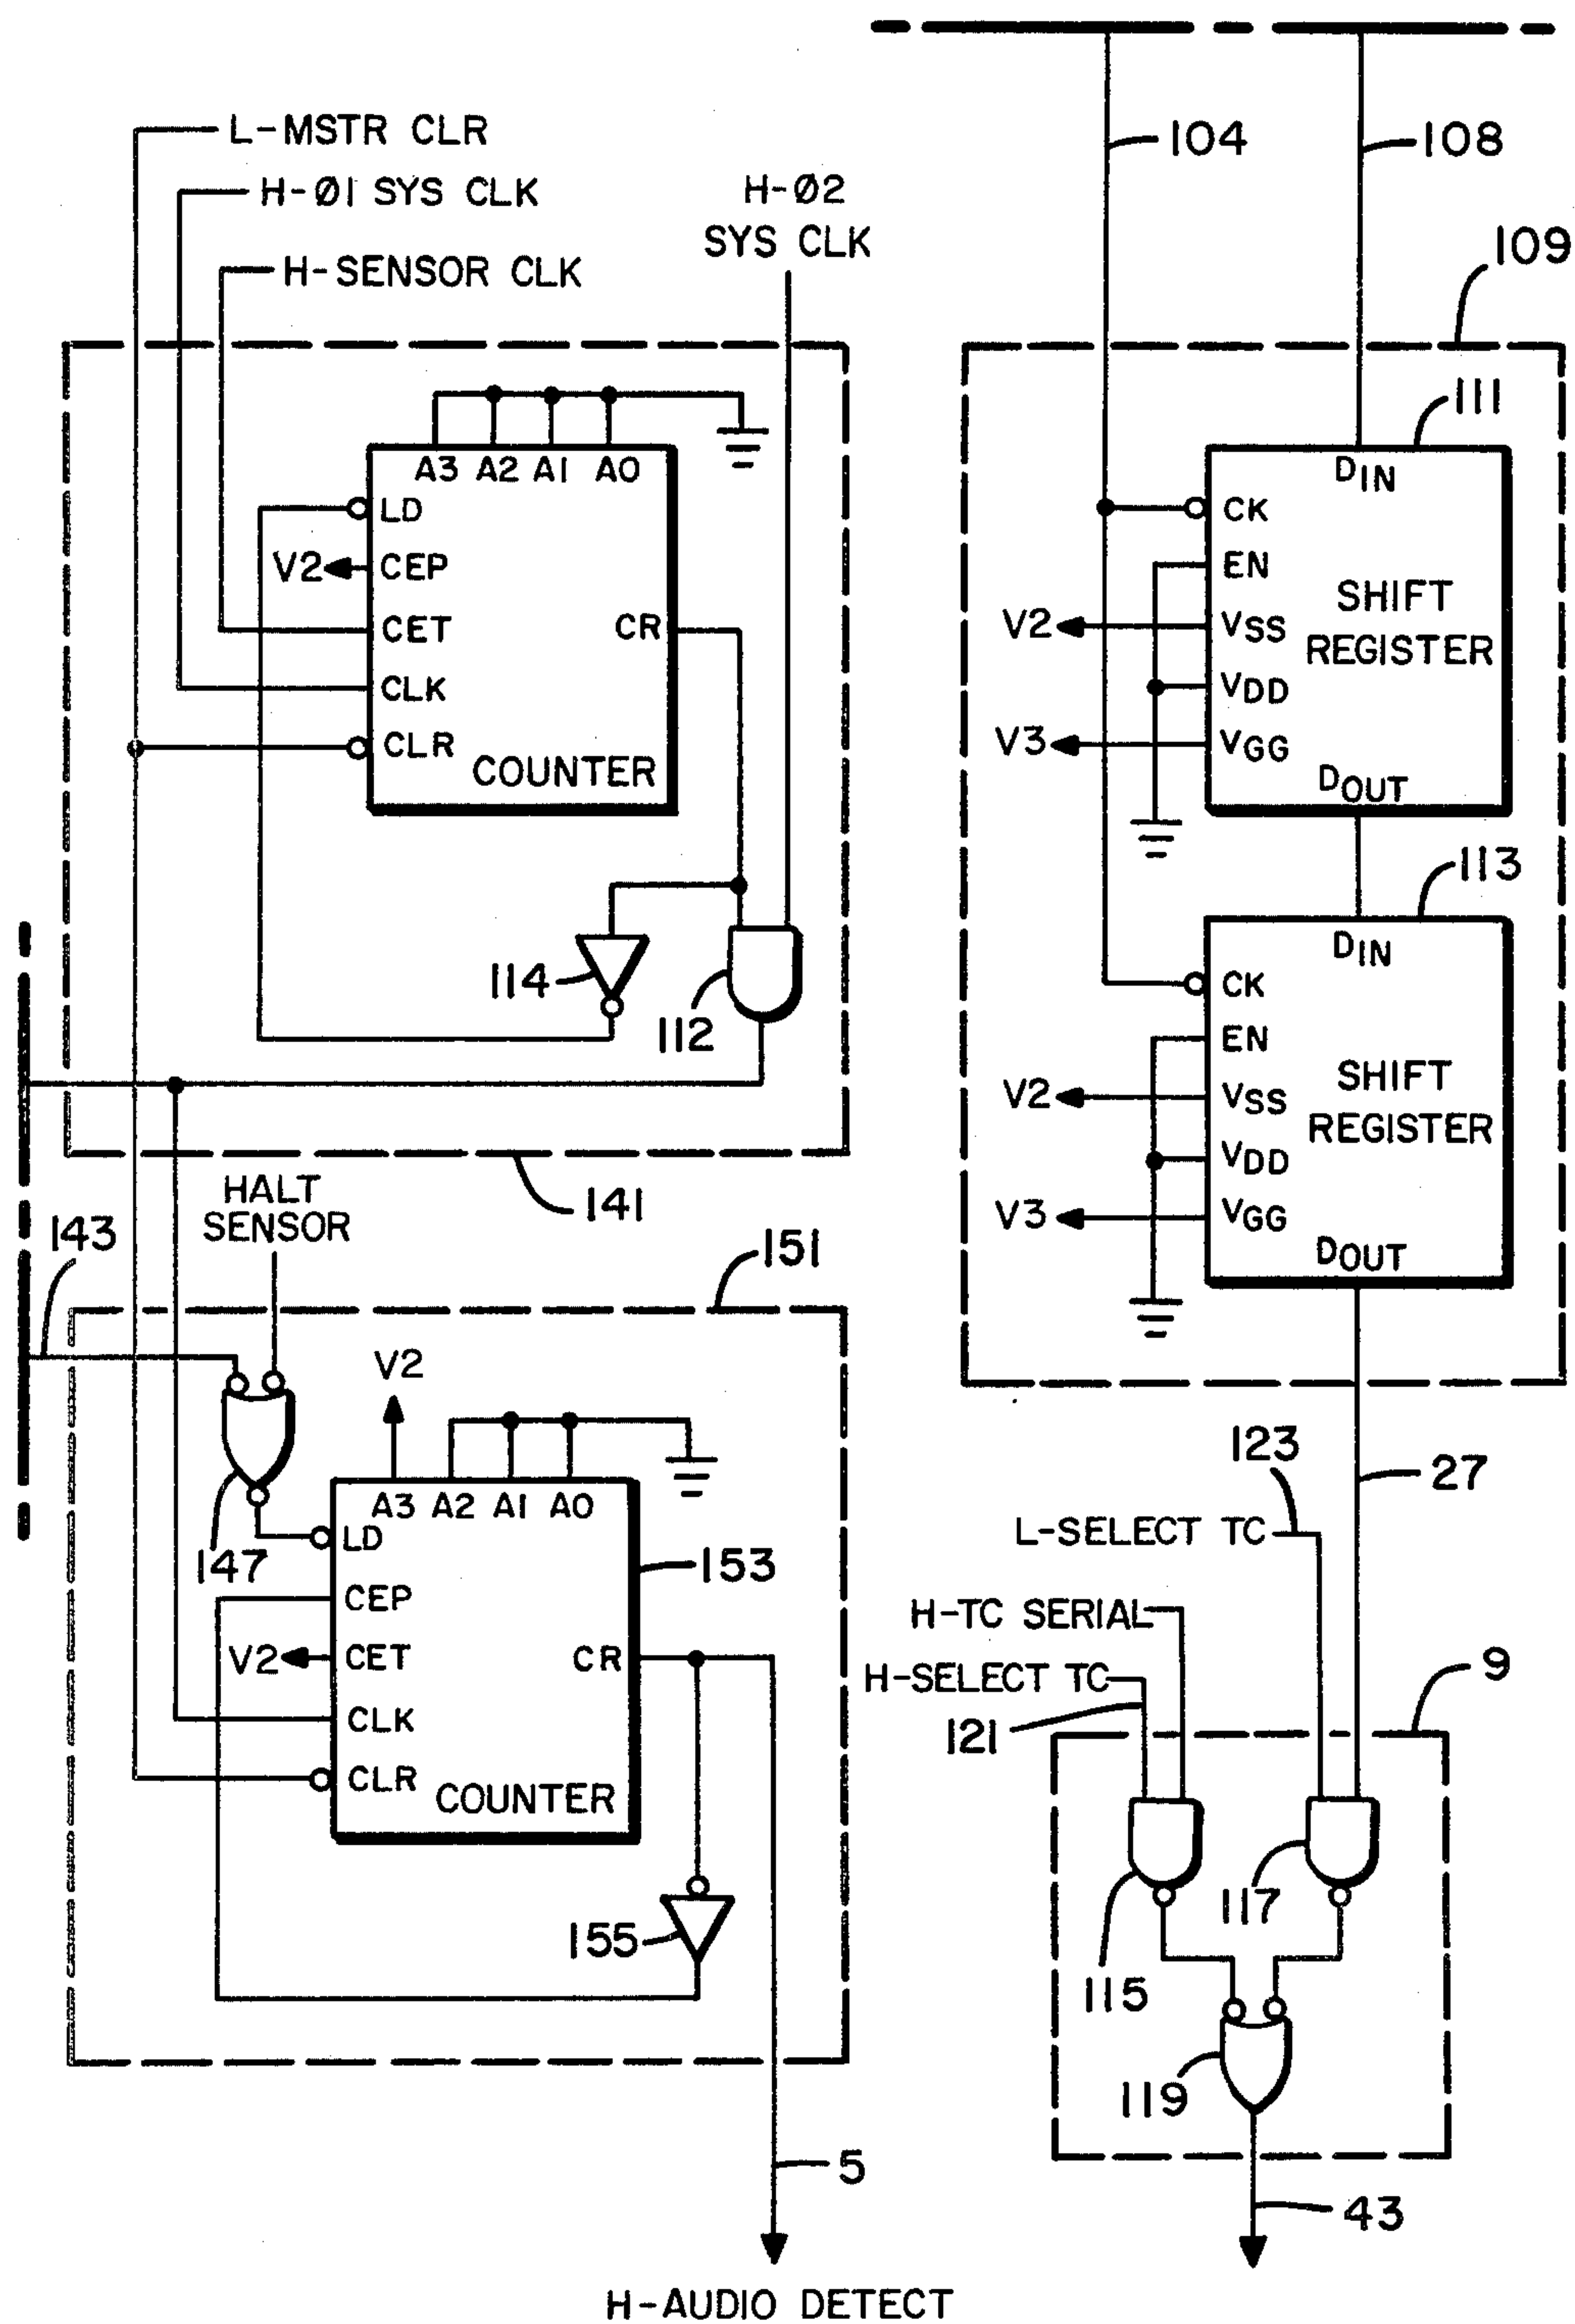 L-MSTR CLR
H-Ø1 SYS CLK
H-SENSOR CLK
H-Ø2
SYS CLK
A3 A2 A1 A0
LD
V2 CEP
CET CR
CLK
CLR
COUNTER
114
112
141
HALT
SENSOR
143
151
V2
A3 A2 A1 A0
147
LD
153
CEP
V2 CET CR
CLK
CLR
COUNTER
155
5
H-AUDIO DETECT
104
108
109
111
DIN
CK
EN
SHIFT
REGISTER
V2 VSS
VDD
V3 VGG
DOUT
113
DIN
CK
EN
SHIFT
REGISTER
V2 VSS
VDD
V3 VGG
DOUT
123
27
L-SELECT TC
H-TC SERIAL
H-SELECT TC
121
9
115
117
119
43